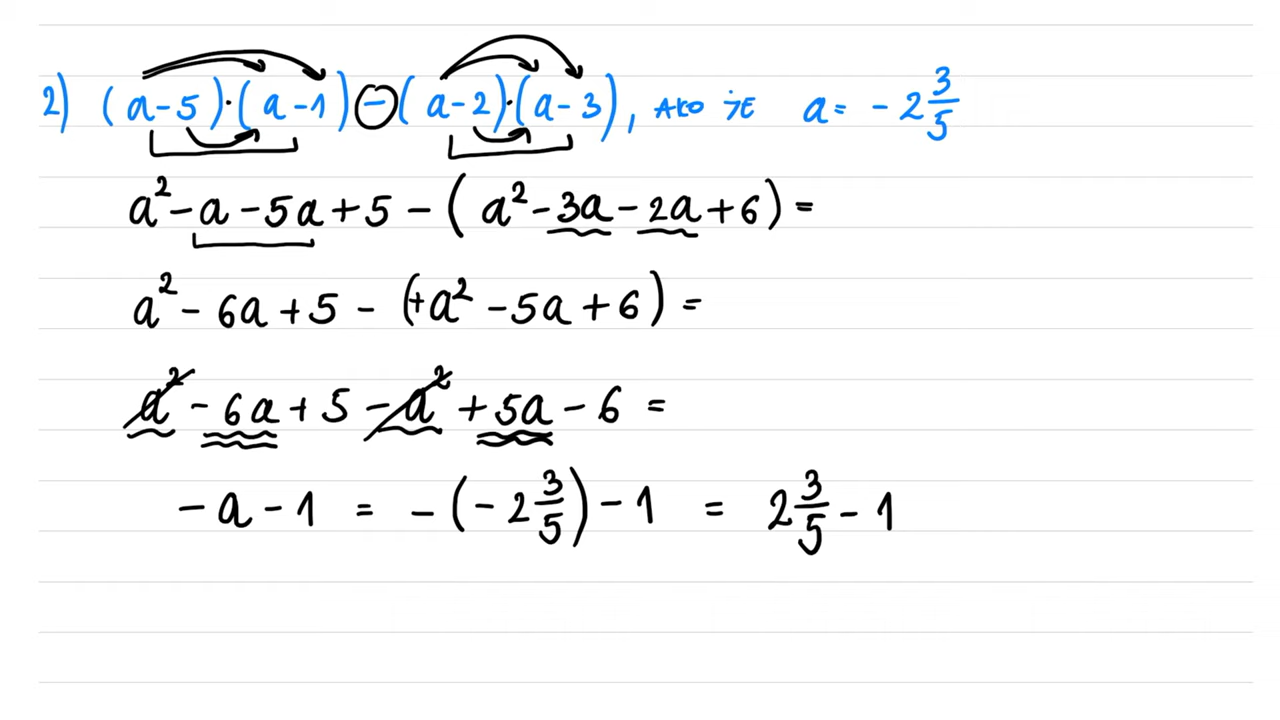 2) (a-5)·(a-1)-(a-2)·(a-3), AKO JE a = -2 3/5
a²-a-5a+5-(a²-3a-2a+6)=
a²-6a+5-(+a²-5a+6)=
a²-6a+5-a²+5a-6=
-a-1 = -(-2 3/5)-1 = 2 3/5-1